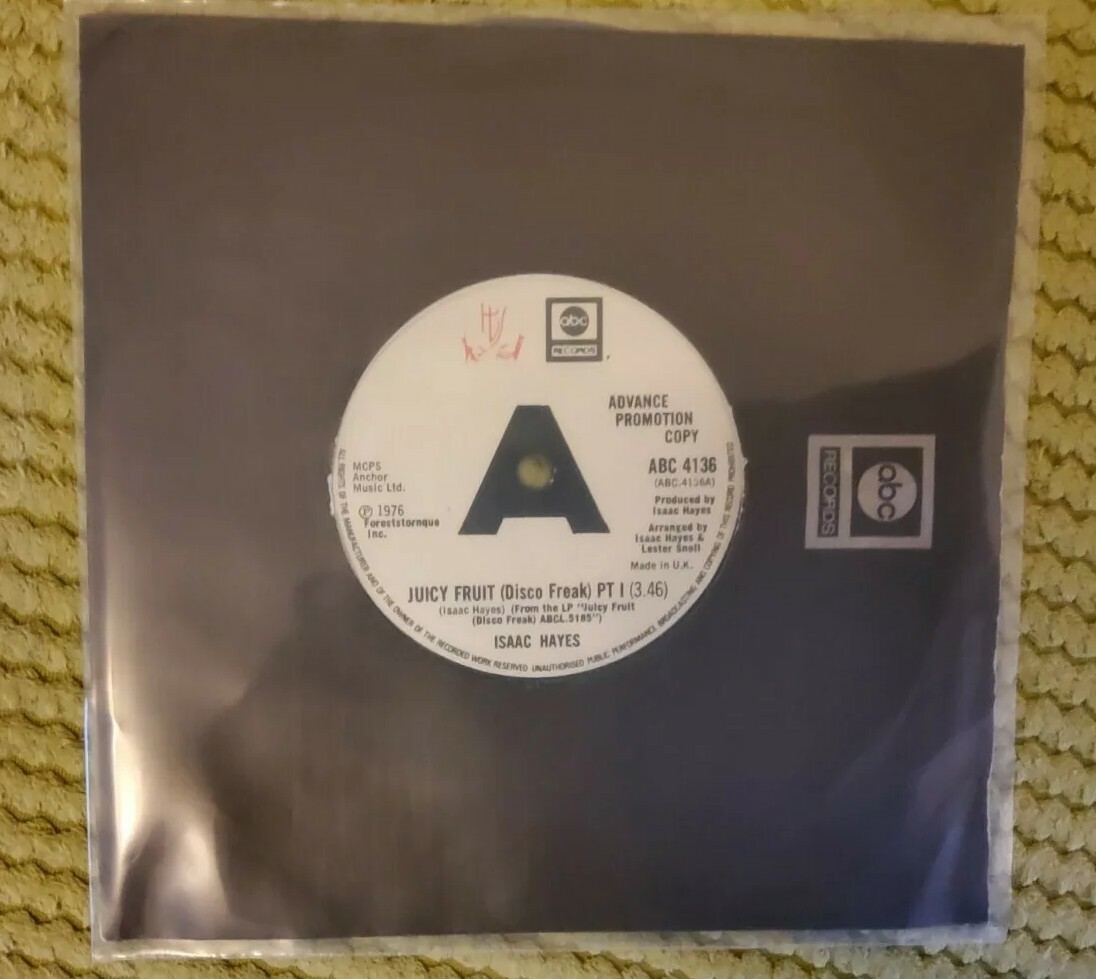 abc
RECORDS
ADVANCE
PROMOTION
COPY
A
MCPS
Anchor
Music Ltd.
℗ 1976
Foreststornque
Inc.
ABC 4136
(ABC.4136A)
Produced by
Isaac Hayes
Arranged by
Isaac Hayes &
Lester Snell
Made in U.K.
JUICY FRUIT (Disco Freak) PT I (3.46)
(Isaac Hayes) (From the LP "Juicy Fruit
(Disco Freak) ABCL.5185")
ISAAC HAYES
ALL RIGHTS OF THE MANUFACTURER AND OF THE OWNER OF THE RECORDED WORK RESERVED UNAUTHORISED PUBLIC PERFORMANCE BROADCASTING AND COPYING OF THIS RECORD PROHIBITED
abc
RECORDS